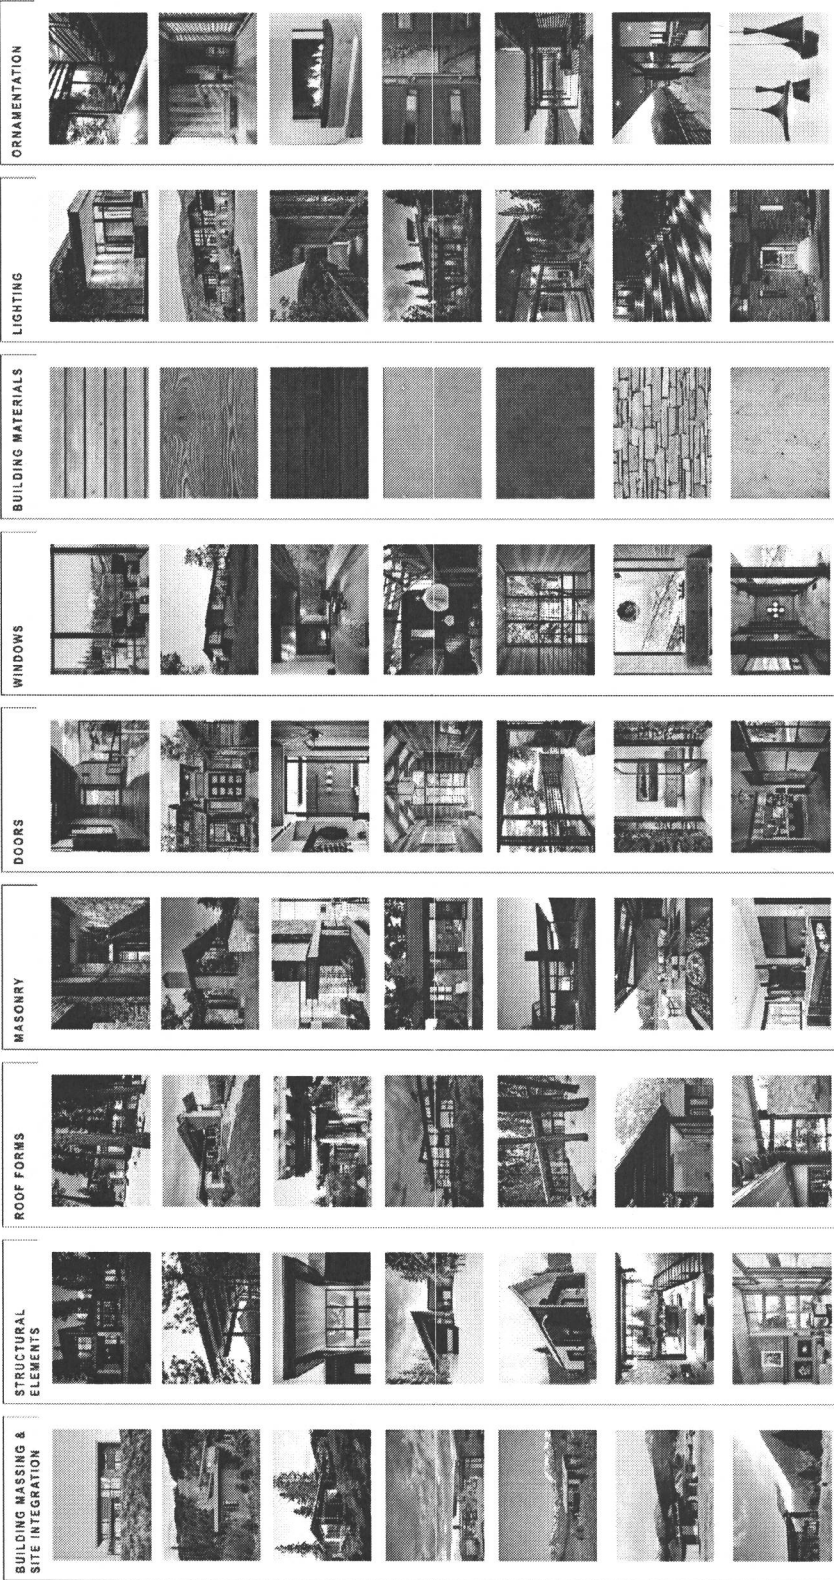 BUILDING MASSING &
SITE INTEGRATION
STRUCTURAL
ELEMENTS
ROOF FORMS
MASONRY
DOORS
WINDOWS
BUILDING MATERIALS
LIGHTING
ORNAMENTATION